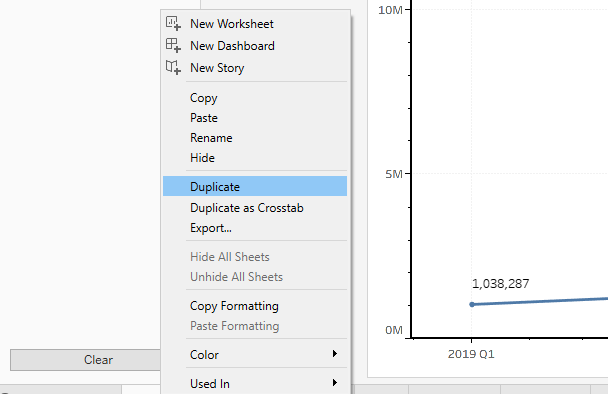 New Worksheet
New Dashboard
New Story
Copy
Paste
Rename
Hide
Duplicate
Duplicate as Crosstab
Export...
Hide All Sheets
Unhide All Sheets
Copy Formatting
Paste Formatting
Color
Used In
Clear
10M
5M
1,038,287
0M
2019 Q1